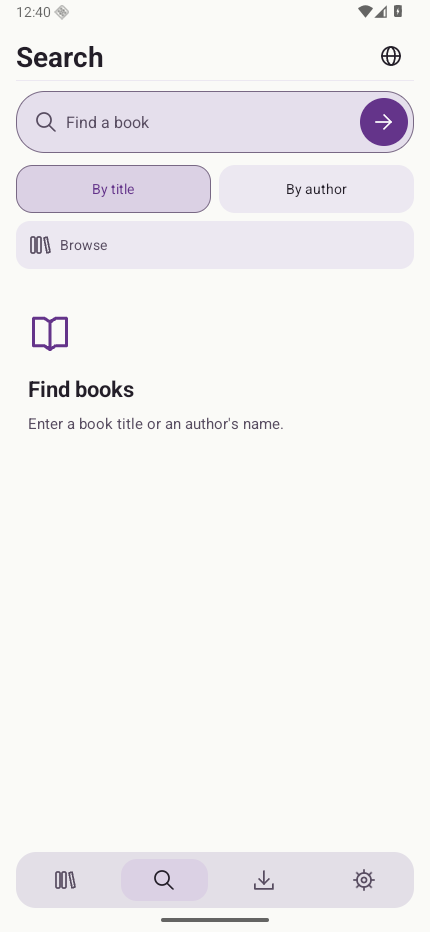 12:40
Search
Find a book
By title
By author
Browse
Find books
Enter a book title or an author's name.